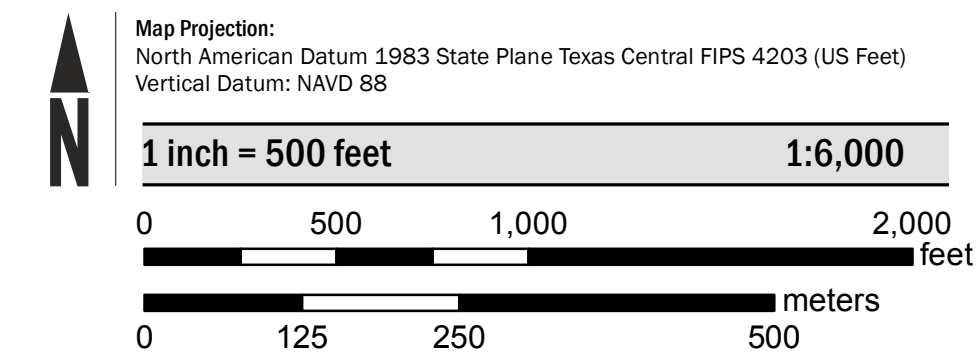 N
Map Projection:
North American Datum 1983 State Plane Texas Central FIPS 4203 (US Feet)
Vertical Datum: NAVD 88
1 inch = 500 feet 1:6,000
0 500 1,000 2,000
feet
meters
0 125 250 500